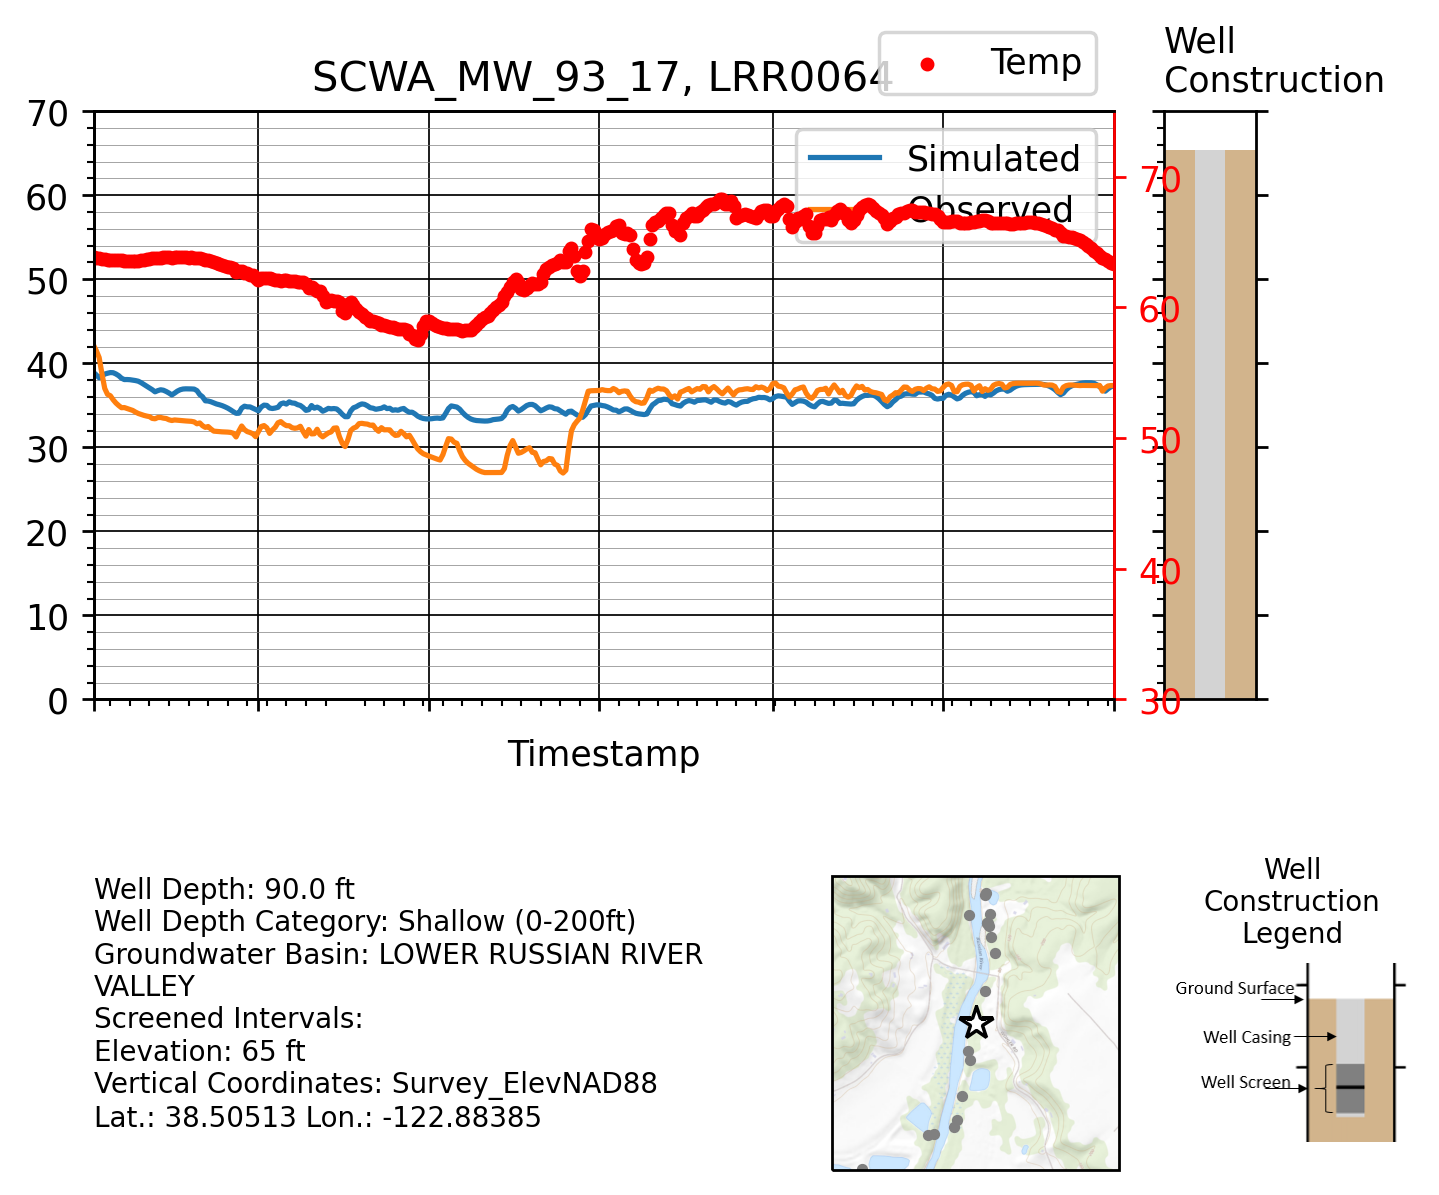 Temp
Well
Construction
SCWA_MW_93_17, LRR0064
Simulated
Observed
70
60
50
40
30
20
10
0
70
60
50
40
30
Timestamp
Well Depth: 90.0 ft
Well Depth Category: Shallow (0-200ft)
Groundwater Basin: LOWER RUSSIAN RIVER
VALLEY
Screened Intervals:
Elevation: 65 ft
Vertical Coordinates: Survey_ElevNAD88
Lat.: 38.50513 Lon.: -122.88385
Well
Construction
Legend
Ground Surface
Well Casing
Well Screen